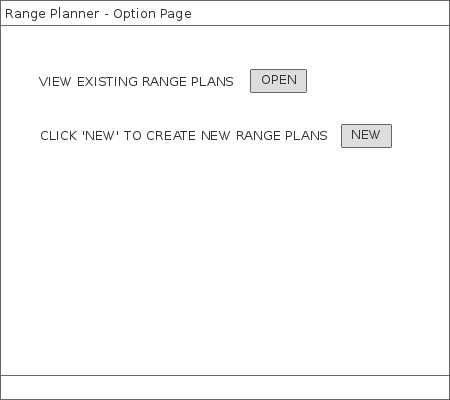 Range Planner - Option Page
VIEW EXISTING RANGE PLANS OPEN
CLICK 'NEW' TO CREATE NEW RANGE PLANS NEW